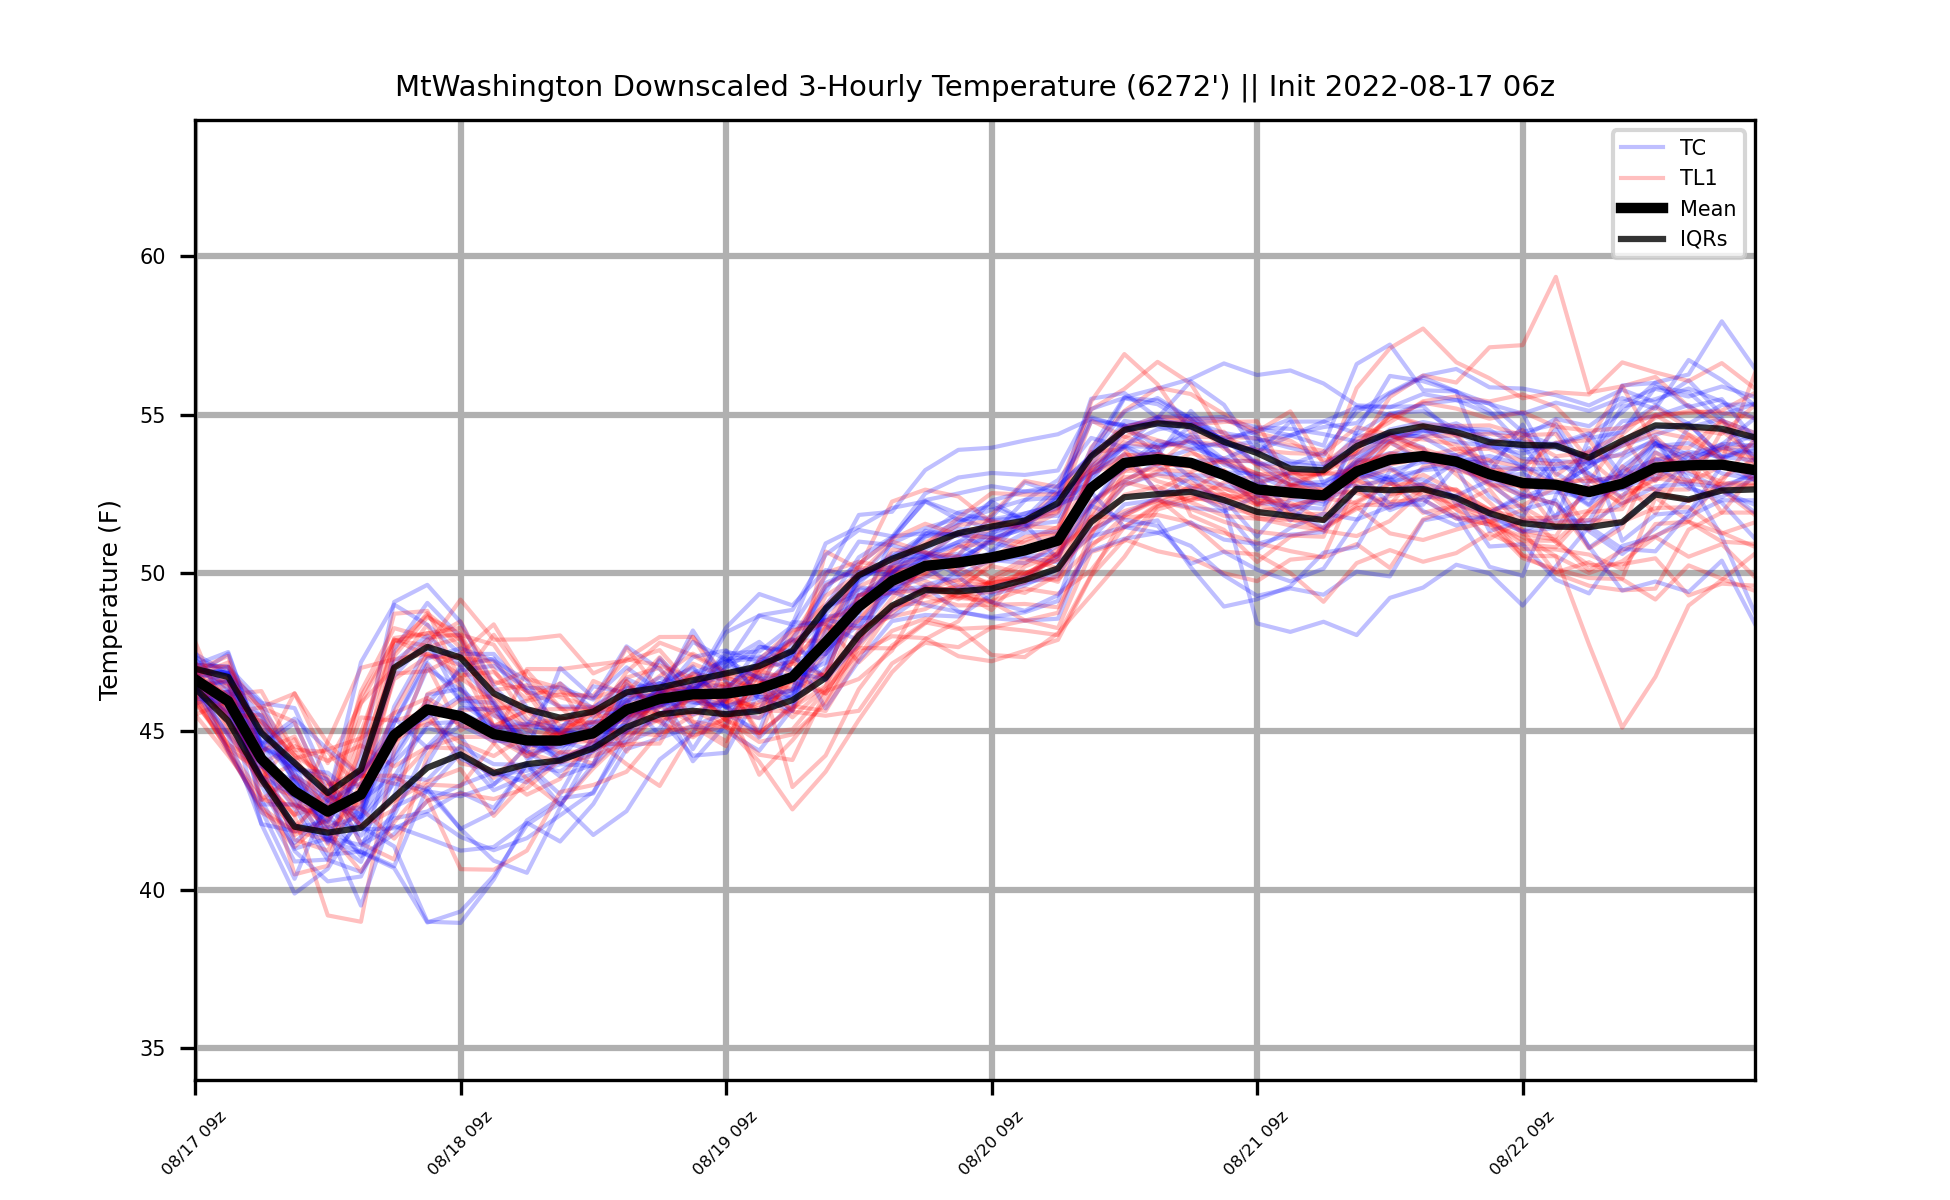 MtWashington Downscaled 3-Hourly Temperature (6272') || Init 2022-08-17 06z
TC
TL1
Mean
IQRs
Temperature (F)
60
55
50
45
40
35
08/17 09z
08/18 09z
08/19 09z
08/20 09z
08/21 09z
08/22 09z